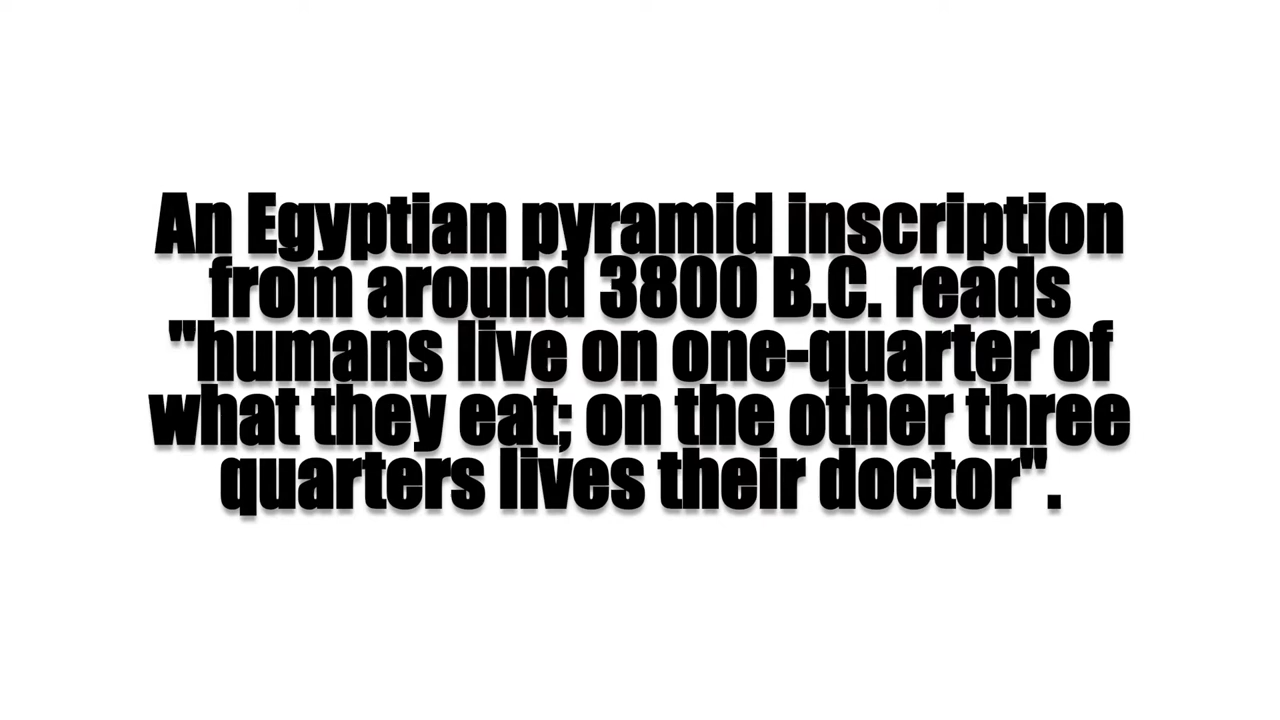 An Egyptian pyramid inscription
from around 3800 B.C. reads
"humans live on one-quarter of
what they eat; on the other three
quarters lives their doctor".